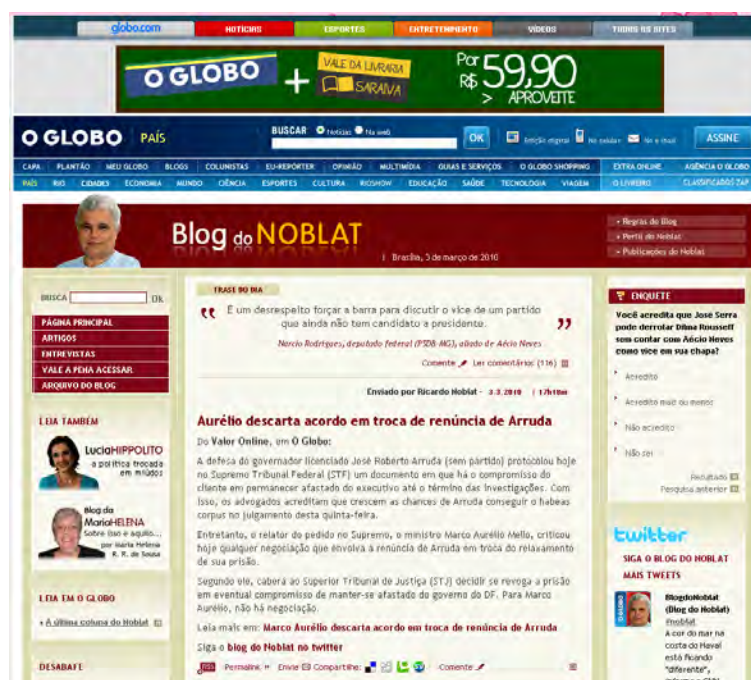 globo.com NOTÍCIAS ESPORTES ENTRETENIMENTO VÍDEOS TODOS OS SITES
O GLOBO + VALE DA LIVRARIA SARAIVA Por R$ 59,90 > APROVEITE
O GLOBO PAÍS BUSCAR Notícias Na web OK Edição digital No celular No e-mail ASSINE
CAPA PLANTÃO MEU GLOBO BLOGS COLUNISTAS EU-REPÓRTER OPINIÃO MULTIMÍDIA GUIAS E SERVIÇOS O GLOBO SHOPPING EXTRA ONLINE AGÊNCIA O GLOBO
PAÍS RIO CIDADES ECONOMIA MUNDO CIÊNCIA ESPORTES CULTURA RIOSHOW EDUCAÇÃO SAÚDE TECNOLOGIA VIAGEM O LIVREIRO CLASSIFICADOS ZAP
Blog do NOBLAT
| Brasília, 3 de março de 2010
Regras do Blog
Perfil do Noblat
Publicações do Noblat
BUSCA OK
PÁGINA PRINCIPAL
ARTIGOS
ENTREVISTAS
VALE A PENA ACESSAR
ARQUIVO DO BLOG
LEIA TAMBÉM
LuciaHIPPOLITO
a política trocada
em miúdos
Blog da
MariaHELENA
Sobre isso e aquilo...
por Maria Helena
R. R. de Sousa
LEIA EM O GLOBO
A última coluna do Noblat
DESABAFE
FRASE DO DIA
“ É um desrespeito forçar a barra para discutir o vice de um partido
que ainda não tem candidato a presidente. ”
Narcio Rodrigues, deputado federal (PSDB-MG), aliado de Aécio Neves
Comente Ler comentários (116)
Enviado por Ricardo Noblat - 3.3.2010 | 17h10m
Aurélio descarta acordo em troca de renúncia de Arruda
Do Valor Online, em O Globo:
A defesa do governador licenciado José Roberto Arruda (sem partido) protocolou hoje
no Supremo Tribunal Federal (STF) um documento em que há o compromisso do
cliente em permanecer afastado do executivo até o término das investigações. Com
isso, os advogados acreditam que crescem as chances de Arruda conseguir o habeas
corpus no julgamento desta quinta-feira.
Entretanto, o relator do pedido no Supremo, o ministro Marco Aurélio Mello, criticou
hoje qualquer negociação que envolva a renúncia de Arruda em troca do relaxamento
de sua prisão.
Segundo ele, caberá ao Superior Tribunal de Justiça (STJ) decidir se revoga a prisão
em eventual compromisso de manter-se afastado do governo do DF. Para Marco
Aurélio, não há negociação.
Leia mais em: Marco Aurélio descarta acordo em troca de renúncia de Arruda
Siga o blog do Noblat no twitter
RSS Permalink Envie Compartilhe: Comente
ENQUETE
Você acredita que José Serra
pode derrotar Dilma Rousseff
sem contar com Aécio Neves
como vice em sua chapa?
Acredito
Acredito mais ou menos
Não acredito
Não sei
Resultado
Pesquisa anterior
twitter
SIGA O BLOG DO NOBLAT
MAIS TWEETS
O GLOBO
BlogdoNoblat
(Blog do Noblat)
#noblat
A cor do mar na
costa do Havaí
está ficando
"diferente",